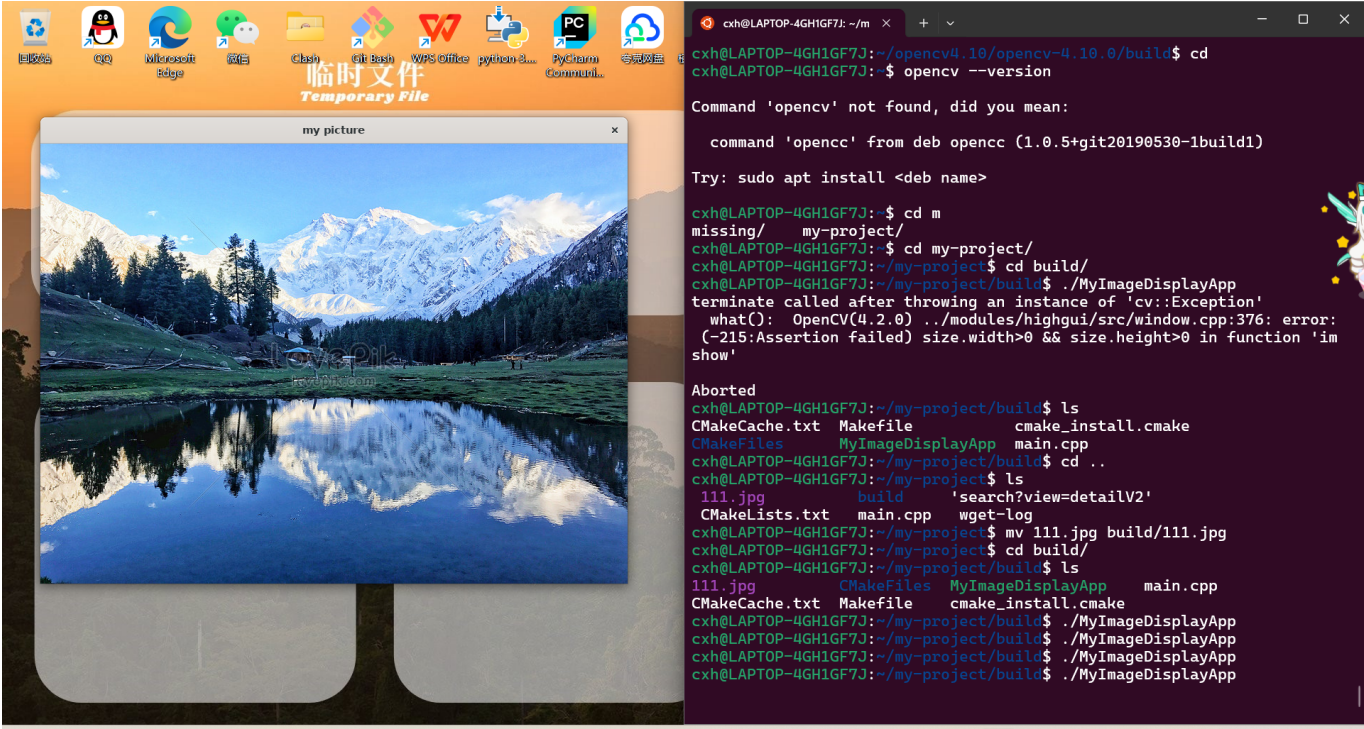 回收站
QQ
Microsoft Edge
微信
Clash
Git Bash
WPS Office
python-3....
PC
PyCharm Communi...
夸克网盘
临时文件
Temporary File
my picture
×
LovePik
cxh@LAPTOP-4GH1GF7J: ~/m
cxh@LAPTOP-4GH1GF7J:~/opencv4.10/opencv-4.10.0/build$ cd
cxh@LAPTOP-4GH1GF7J:~$ opencv --version
Command 'opencv' not found, did you mean:
command 'opencc' from deb opencc (1.0.5+git20190530-1build1)
Try: sudo apt install <deb name>
cxh@LAPTOP-4GH1GF7J:~$ cd m
missing/    my-project/
cxh@LAPTOP-4GH1GF7J:~$ cd my-project/
cxh@LAPTOP-4GH1GF7J:~/my-project$ cd build/
cxh@LAPTOP-4GH1GF7J:~/my-project/build$ ./MyImageDisplayApp
terminate called after throwing an instance of 'cv::Exception'
what():  OpenCV(4.2.0) ../modules/highgui/src/window.cpp:376: error:
(-215:Assertion failed) size.width>0 && size.height>0 in function 'im
show'
Aborted
cxh@LAPTOP-4GH1GF7J:~/my-project/build$ ls
CMakeCache.txt  Makefile           cmake_install.cmake
CMakeFiles      MyImageDisplayApp  main.cpp
cxh@LAPTOP-4GH1GF7J:~/my-project/build$ cd ..
cxh@LAPTOP-4GH1GF7J:~/my-project$ ls
111.jpg          build     'search?view=detailV2'
CMakeLists.txt   main.cpp   wget-log
cxh@LAPTOP-4GH1GF7J:~/my-project$ mv 111.jpg build/111.jpg
cxh@LAPTOP-4GH1GF7J:~/my-project$ cd build/
cxh@LAPTOP-4GH1GF7J:~/my-project/build$ ls
111.jpg         CMakeFiles  MyImageDisplayApp    main.cpp
CMakeCache.txt  Makefile    cmake_install.cmake
cxh@LAPTOP-4GH1GF7J:~/my-project/build$ ./MyImageDisplayApp
cxh@LAPTOP-4GH1GF7J:~/my-project/build$ ./MyImageDisplayApp
cxh@LAPTOP-4GH1GF7J:~/my-project/build$ ./MyImageDisplayApp
cxh@LAPTOP-4GH1GF7J:~/my-project/build$ ./MyImageDisplayApp